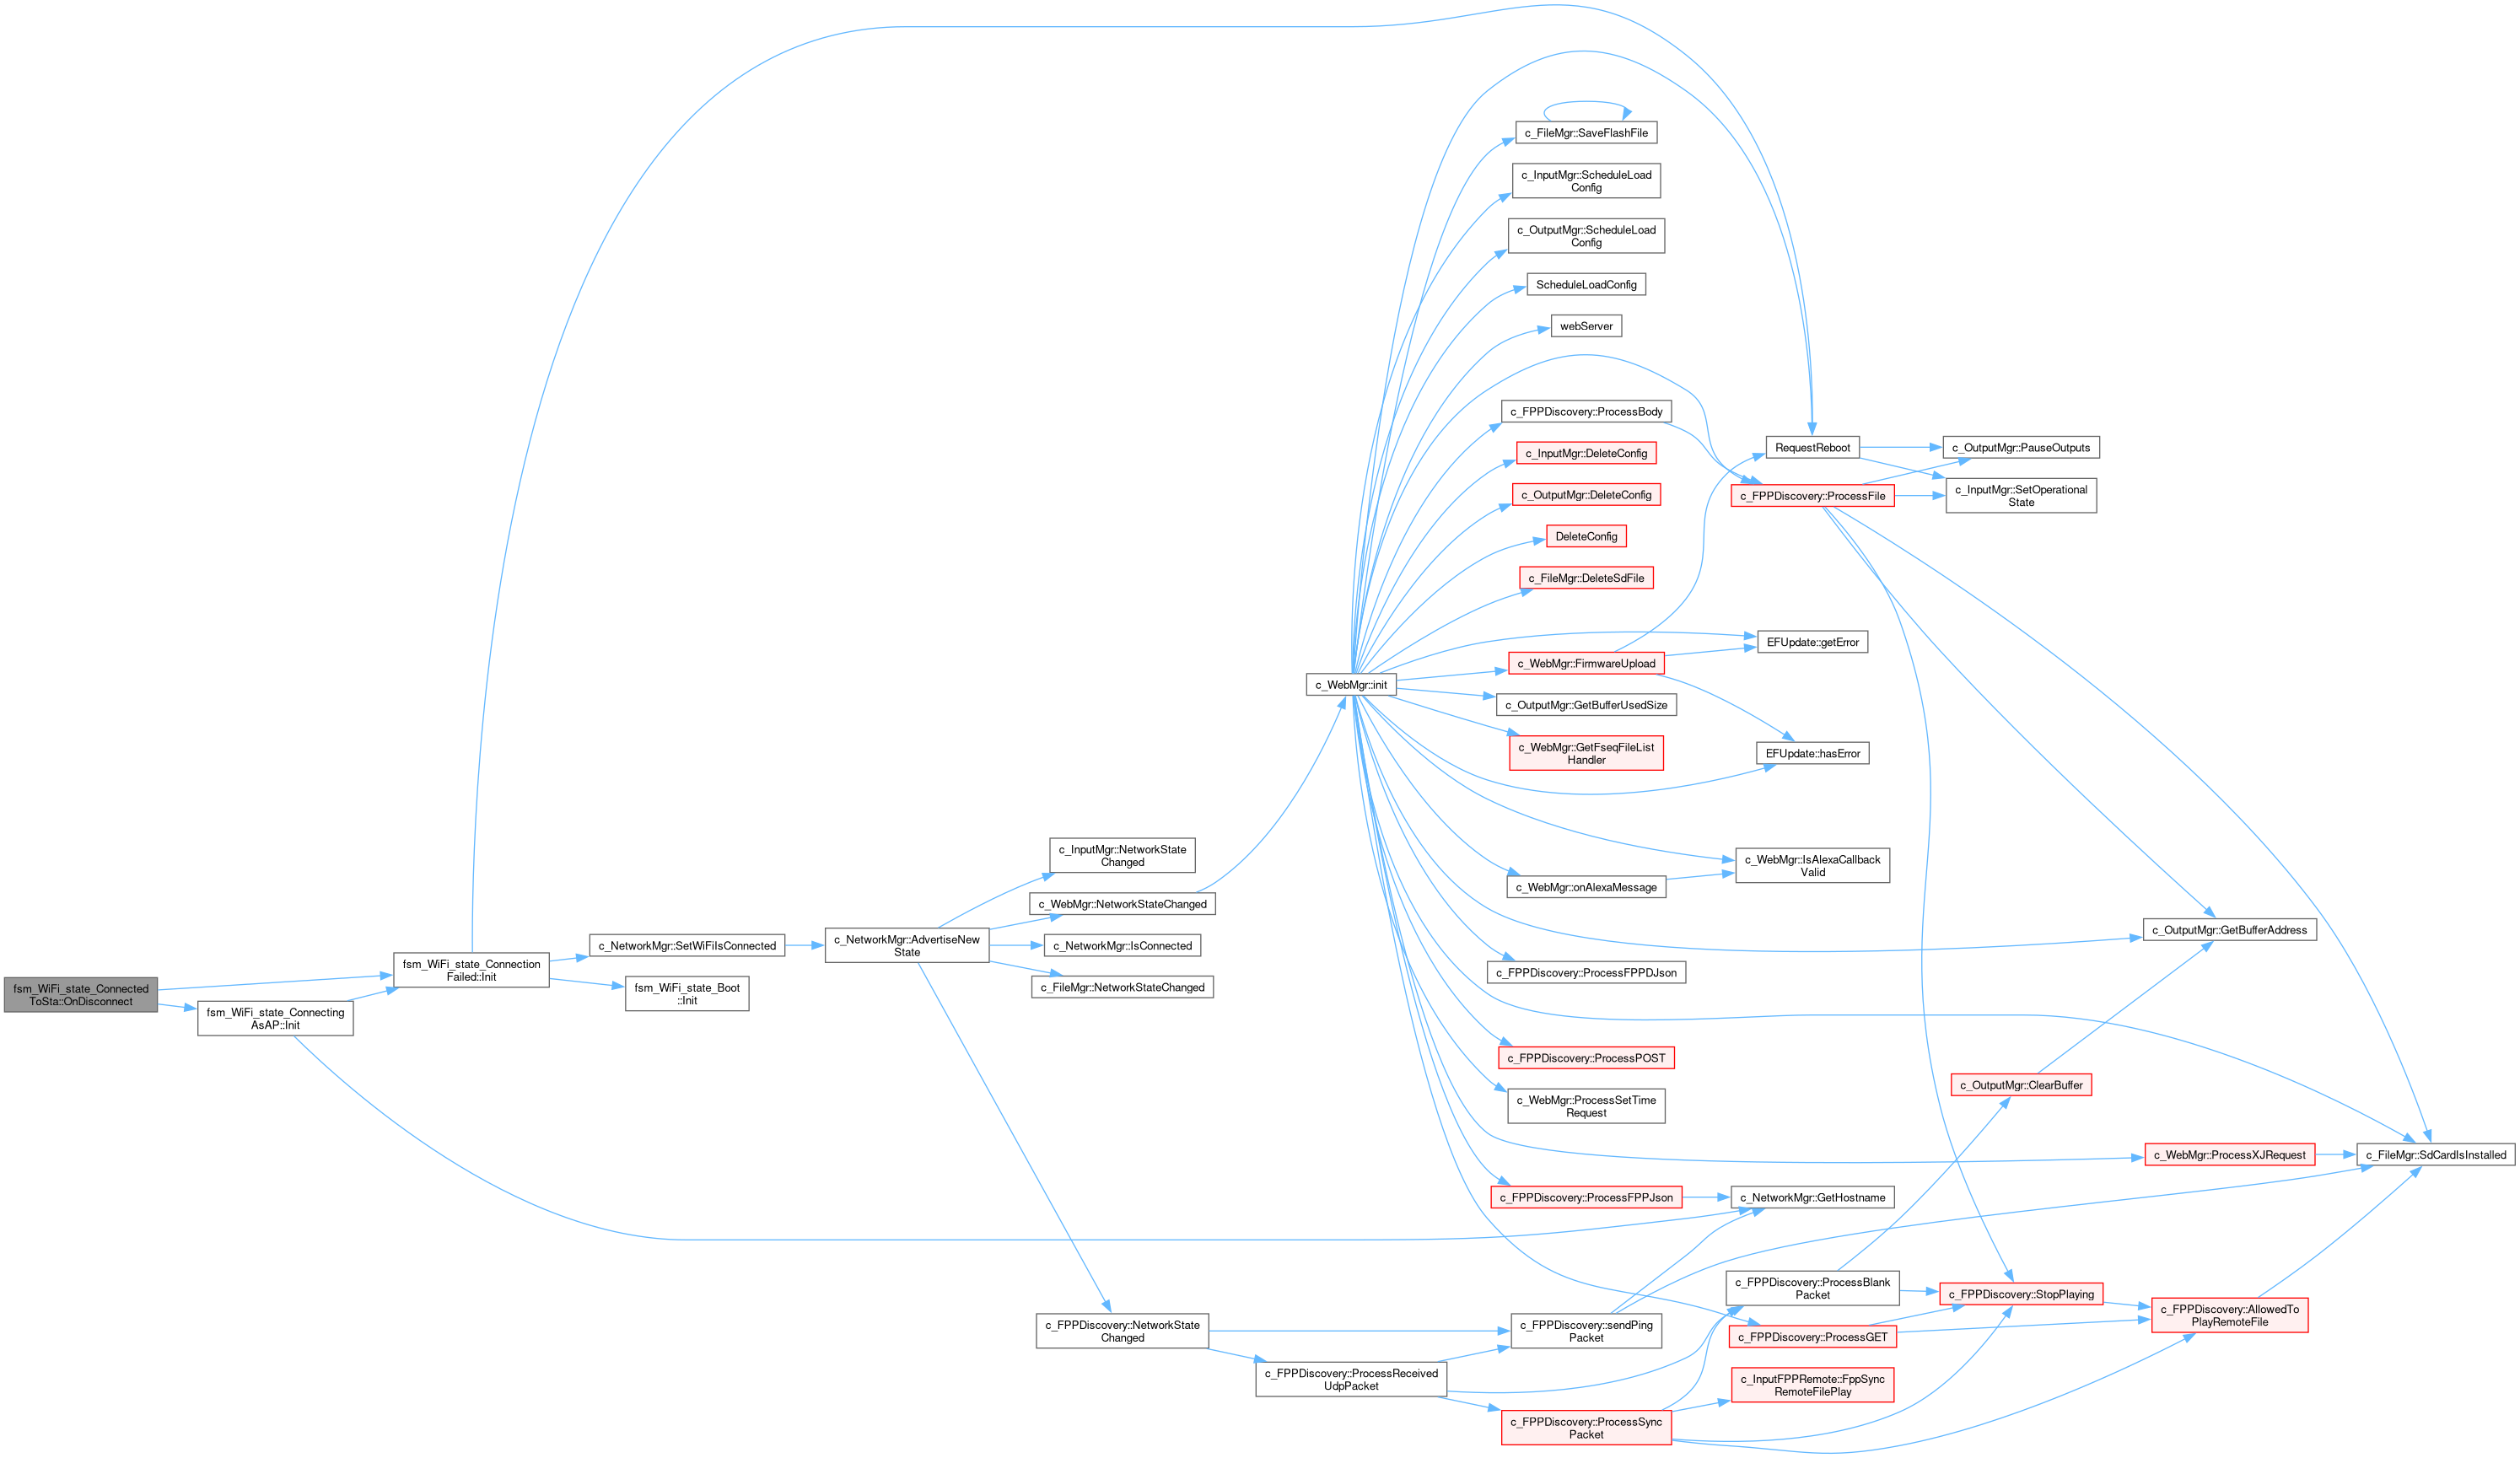 fsm_WiFi_state_Connected
ToSta::OnDisconnect
fsm_WiFi_state_Connection
Failed::Init
fsm_WiFi_state_Connecting
AsAP::Init
c_NetworkMgr::SetWiFiIsConnected
fsm_WiFi_state_Boot
::Init
c_NetworkMgr::AdvertiseNew
State
c_InputMgr::NetworkState
Changed
c_WebMgr::NetworkStateChanged
c_NetworkMgr::IsConnected
c_FileMgr::NetworkStateChanged
c_FPPDiscovery::NetworkState
Changed
c_FPPDiscovery::ProcessReceived
UdpPacket
c_WebMgr::init
c_FileMgr::SaveFlashFile
c_InputMgr::ScheduleLoad
Config
c_OutputMgr::ScheduleLoad
Config
ScheduleLoadConfig
webServer
c_FPPDiscovery::ProcessBody
c_InputMgr::DeleteConfig
c_OutputMgr::DeleteConfig
DeleteConfig
c_FileMgr::DeleteSdFile
c_WebMgr::FirmwareUpload
c_OutputMgr::GetBufferUsedSize
c_WebMgr::GetFseqFileList
Handler
c_WebMgr::onAlexaMessage
c_FPPDiscovery::ProcessFPPDJson
c_FPPDiscovery::ProcessPOST
c_WebMgr::ProcessSetTime
Request
c_FPPDiscovery::ProcessFPPJson
c_FPPDiscovery::sendPing
Packet
c_FPPDiscovery::ProcessSync
Packet
RequestReboot
c_FPPDiscovery::ProcessFile
EFUpdate::getError
EFUpdate::hasError
c_WebMgr::IsAlexaCallback
Valid
c_NetworkMgr::GetHostname
c_FPPDiscovery::ProcessBlank
Packet
c_FPPDiscovery::ProcessGET
c_InputFPPRemote::FppSync
RemoteFilePlay
c_OutputMgr::PauseOutputs
c_InputMgr::SetOperational
State
c_OutputMgr::ClearBuffer
c_FPPDiscovery::StopPlaying
c_OutputMgr::GetBufferAddress
c_WebMgr::ProcessXJRequest
c_FPPDiscovery::AllowedTo
PlayRemoteFile
c_FileMgr::SdCardIsInstalled